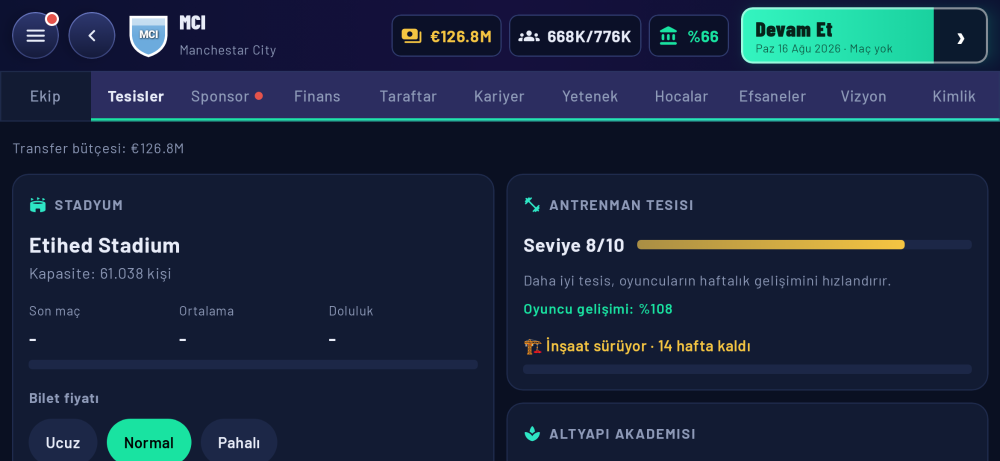 MCI
MCI
Manchestar City
€126.8M
668K/776K
%66
Devam Et
Paz 16 Ağu 2026 · Maç yok
Ekip
Tesisler
Sponsor
Finans
Taraftar
Kariyer
Yetenek
Hocalar
Efsaneler
Vizyon
Kimlik
Transfer bütçesi: €126.8M
STADYUM
Etihed Stadium
Kapasite: 61.038 kişi
Son maç
Ortalama
Doluluk
-
-
-
Bilet fiyatı
Ucuz
Normal
Pahalı
ANTRENMAN TESISI
Seviye 8/10
Daha iyi tesis, oyuncuların haftalık gelişimini hızlandırır.
Oyuncu gelişimi: %108
İnşaat sürüyor · 14 hafta kaldı
ALTYAPI AKADEMISI